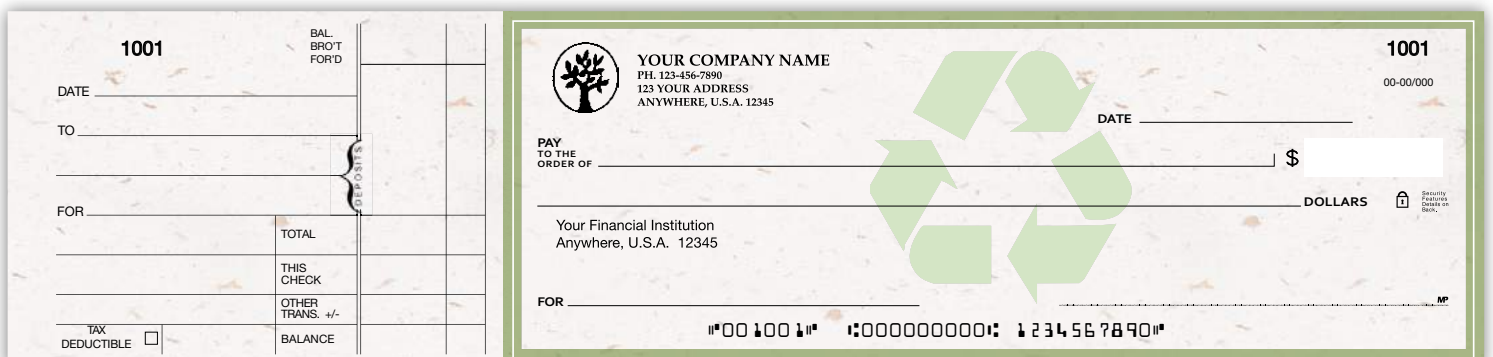 1001
BAL.
BRO'T
FOR'D
DATE
TO
DEPOSITS
FOR
TOTAL
THIS
CHECK
OTHER
TRANS. +/-
TAX
DEDUCTIBLE
BALANCE
YOUR COMPANY NAME
PH. 123-456-7890
123 YOUR ADDRESS
ANYWHERE, U.S.A. 12345
1001
00-00/000
DATE
PAY
TO THE
ORDER OF
$
DOLLARS
Security
Features
Details on
Back.
Your Financial Institution
Anywhere, U.S.A. 12345
FOR
MP
⑈001001⑈ ⑆000000000⑆ 1234567890⑈